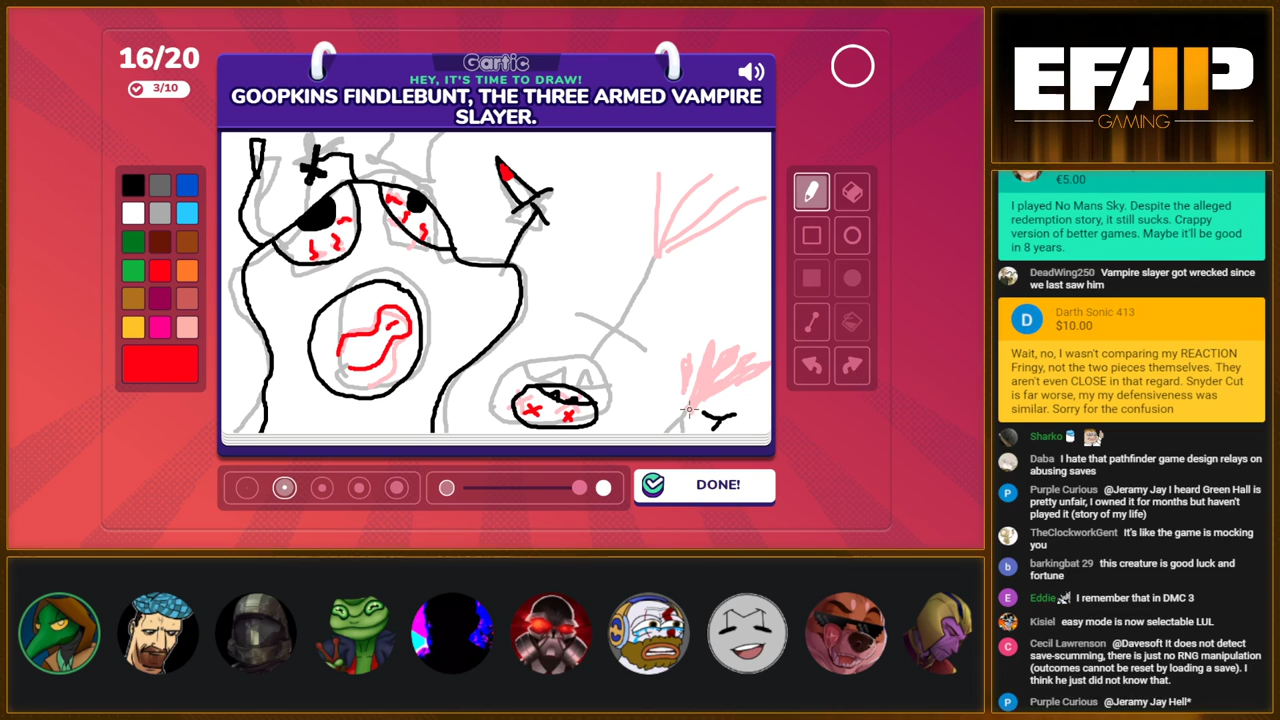 16/20
3/10
Gartic
HEY, IT'S TIME TO DRAW!
GOOPKINS FINDLEBUNT, THE THREE ARMED VAMPIRE
SLAYER.
DONE!
EFAP
GAMING
€5.00
I played No Mans Sky. Despite the alleged
redemption story, it still sucks. Crappy
version of better games. Maybe it'll be good
in 8 years.
DeadWing250 Vampire slayer got wrecked since
we last saw him
D
Darth Sonic 413
$10.00
Wait, no, I wasn't comparing my REACTION
Fringy, not the two pieces themselves. They
aren't even CLOSE in that regard. Snyder Cut
is far worse, my my defensiveness was
similar. Sorry for the confusion
Sharko
Daba I hate that pathfinder game design relays on
abusing saves
P
Purple Curious @Jeramy Jay I heard Green Hall is
pretty unfair, I owned it for months but haven't
played it (story of my life)
TheClockworkGent It's like the game is mocking
you
b
barkingbat 29 this creature is good luck and
fortune
E
Eddie I remember that in DMC 3
Kisiel easy mode is now selectable LUL
C
Cecil Lawrenson @Davesoft It does not detect
save-scumming, there is just no RNG manipulation
(outcomes cannot be reset by loading a save). I
think he just did not know that.
P
Purple Curious @Jeramy Jay Hell*